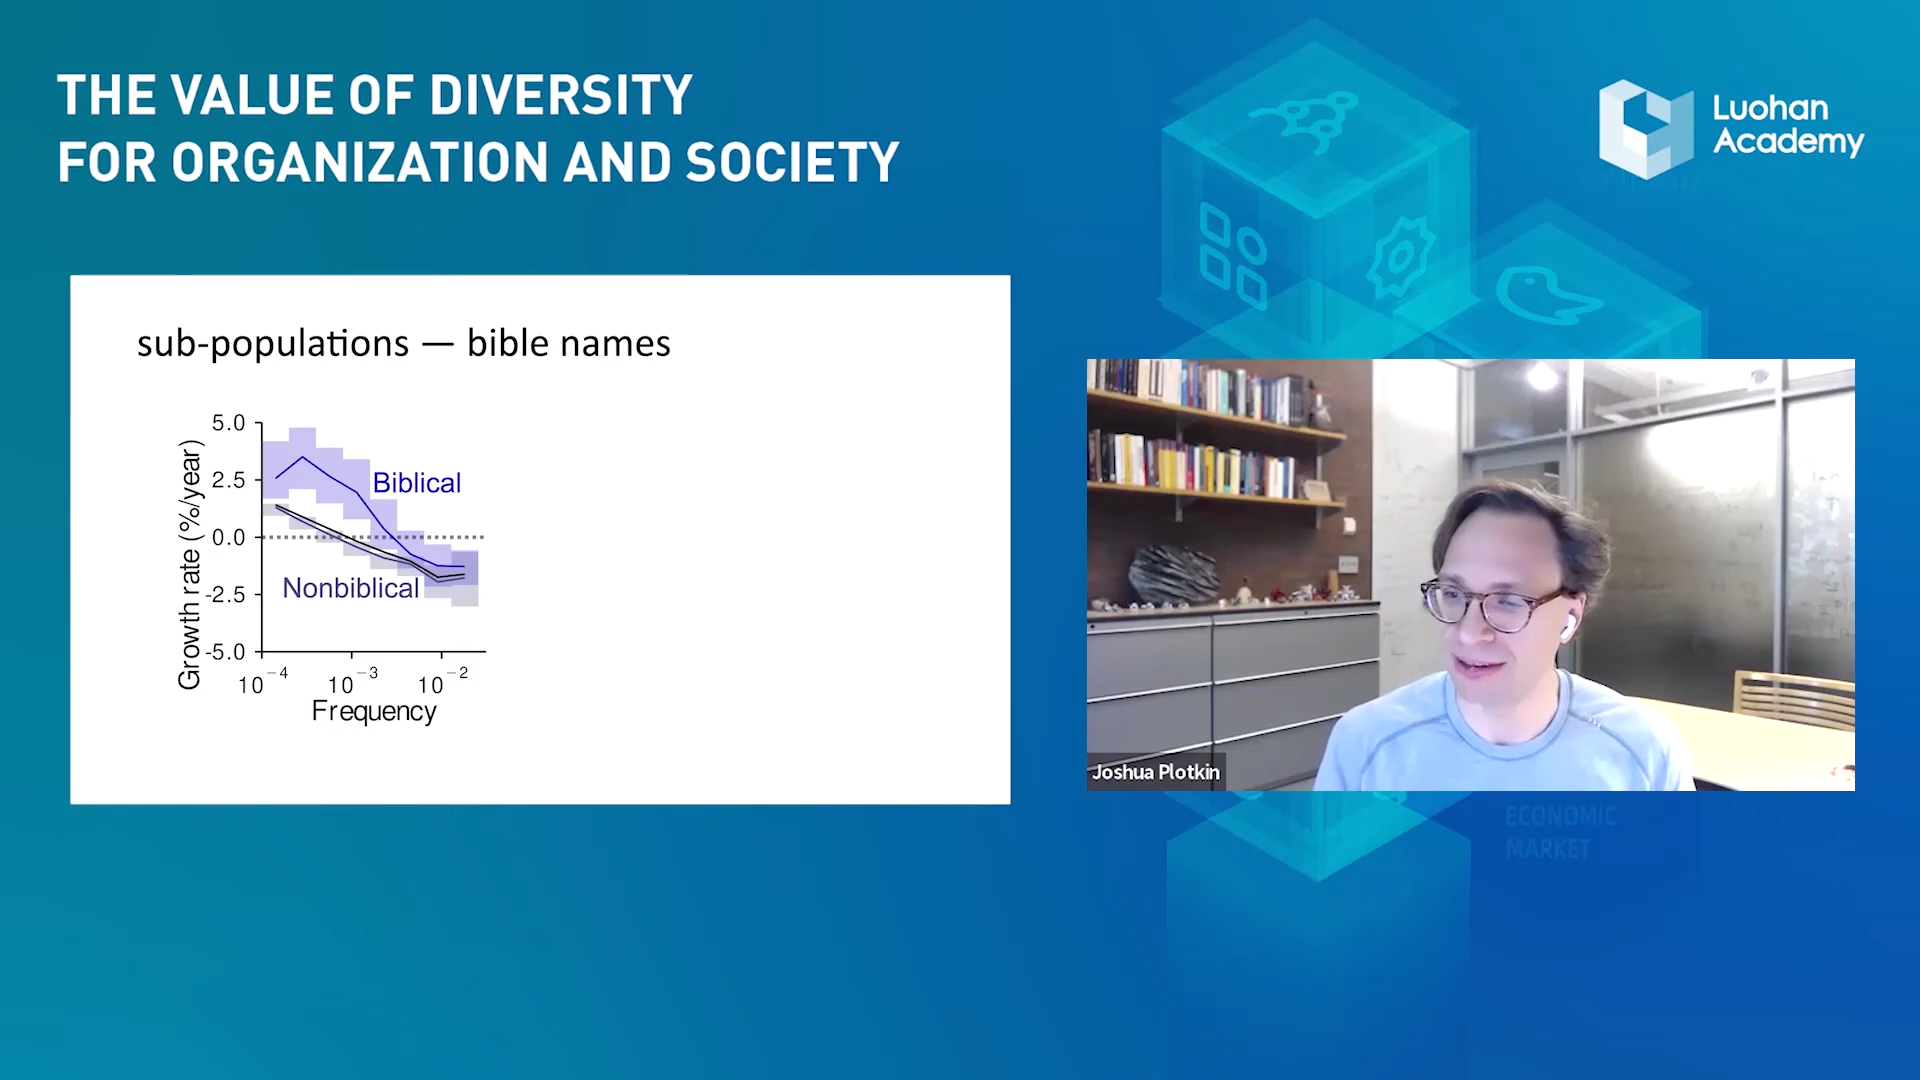 THE VALUE OF DIVERSITY
FOR ORGANIZATION AND SOCIETY
Luohan
Academy
sub-populations — bible names
5.0
2.5
0.0
-2.5
-5.0
Growth rate (%/year)
Biblical
Nonbiblical
10⁻⁴ 10⁻³ 10⁻²
Frequency
Joshua Plotkin
ECONOMIC
MARKET